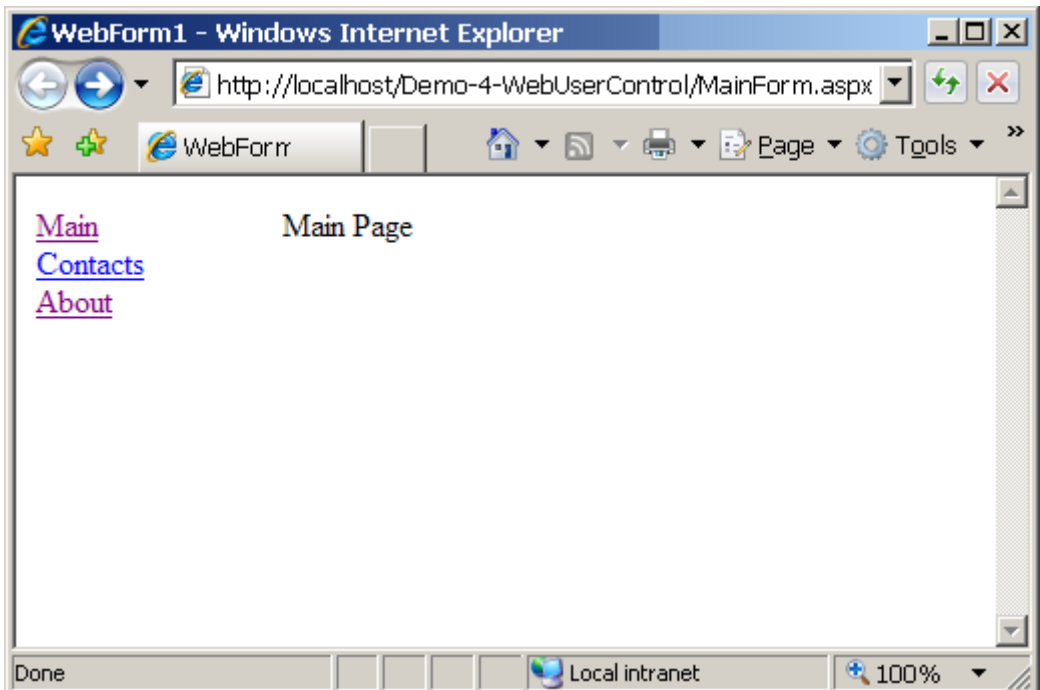 WebForm1 - Windows Internet Explorer
http://localhost/Demo-4-WebUserControl/MainForm.aspx
WebForm Page Tools »
Main Main Page
Contacts
About
Done Local intranet 100%